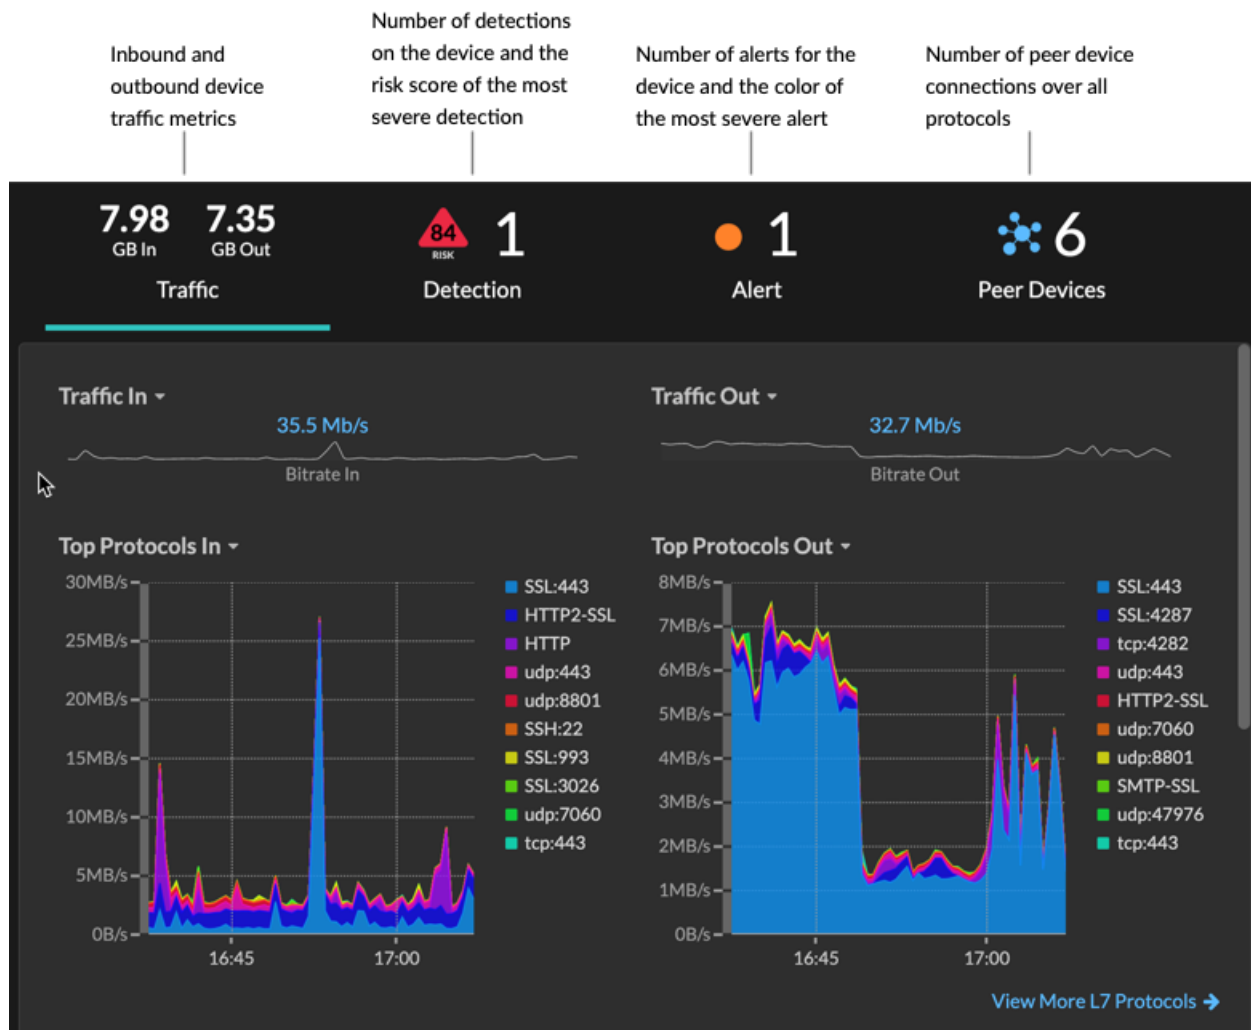 Inbound and
outbound device
traffic metrics
Number of detections
on the device and the
risk score of the most
severe detection
Number of alerts for the
device and the color of
the most severe alert
Number of peer device
connections over all
protocols
7.98 7.35
GB In GB Out
Traffic
84
RISK
1
Detection
1
Alert
6
Peer Devices
Traffic In
35.5 Mb/s
Bitrate In
Traffic Out
32.7 Mb/s
Bitrate Out
Top Protocols In
30MB/s
25MB/s
20MB/s
15MB/s
10MB/s
5MB/s
0B/s
16:45 17:00
SSL:443
HTTP2-SSL
HTTP
udp:443
udp:8801
SSH:22
SSL:993
SSL:3026
udp:7060
tcp:443
Top Protocols Out
8MB/s
7MB/s
6MB/s
5MB/s
4MB/s
3MB/s
2MB/s
1MB/s
0B/s
16:45 17:00
SSL:443
SSL:4287
tcp:4282
udp:443
HTTP2-SSL
udp:7060
udp:8801
SMTP-SSL
udp:47976
tcp:443
View More L7 Protocols